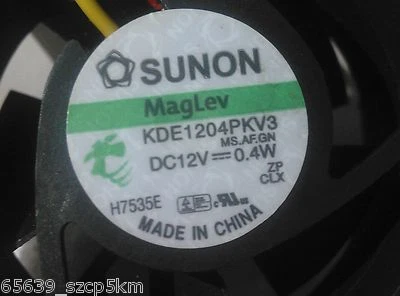 SUNON
MagLev
KDE1204PKV3
MS.AF.GN
DC12V⎓0.4W
ZP
CLX
H7535E
MADE IN CHINA
65639_szcp5km